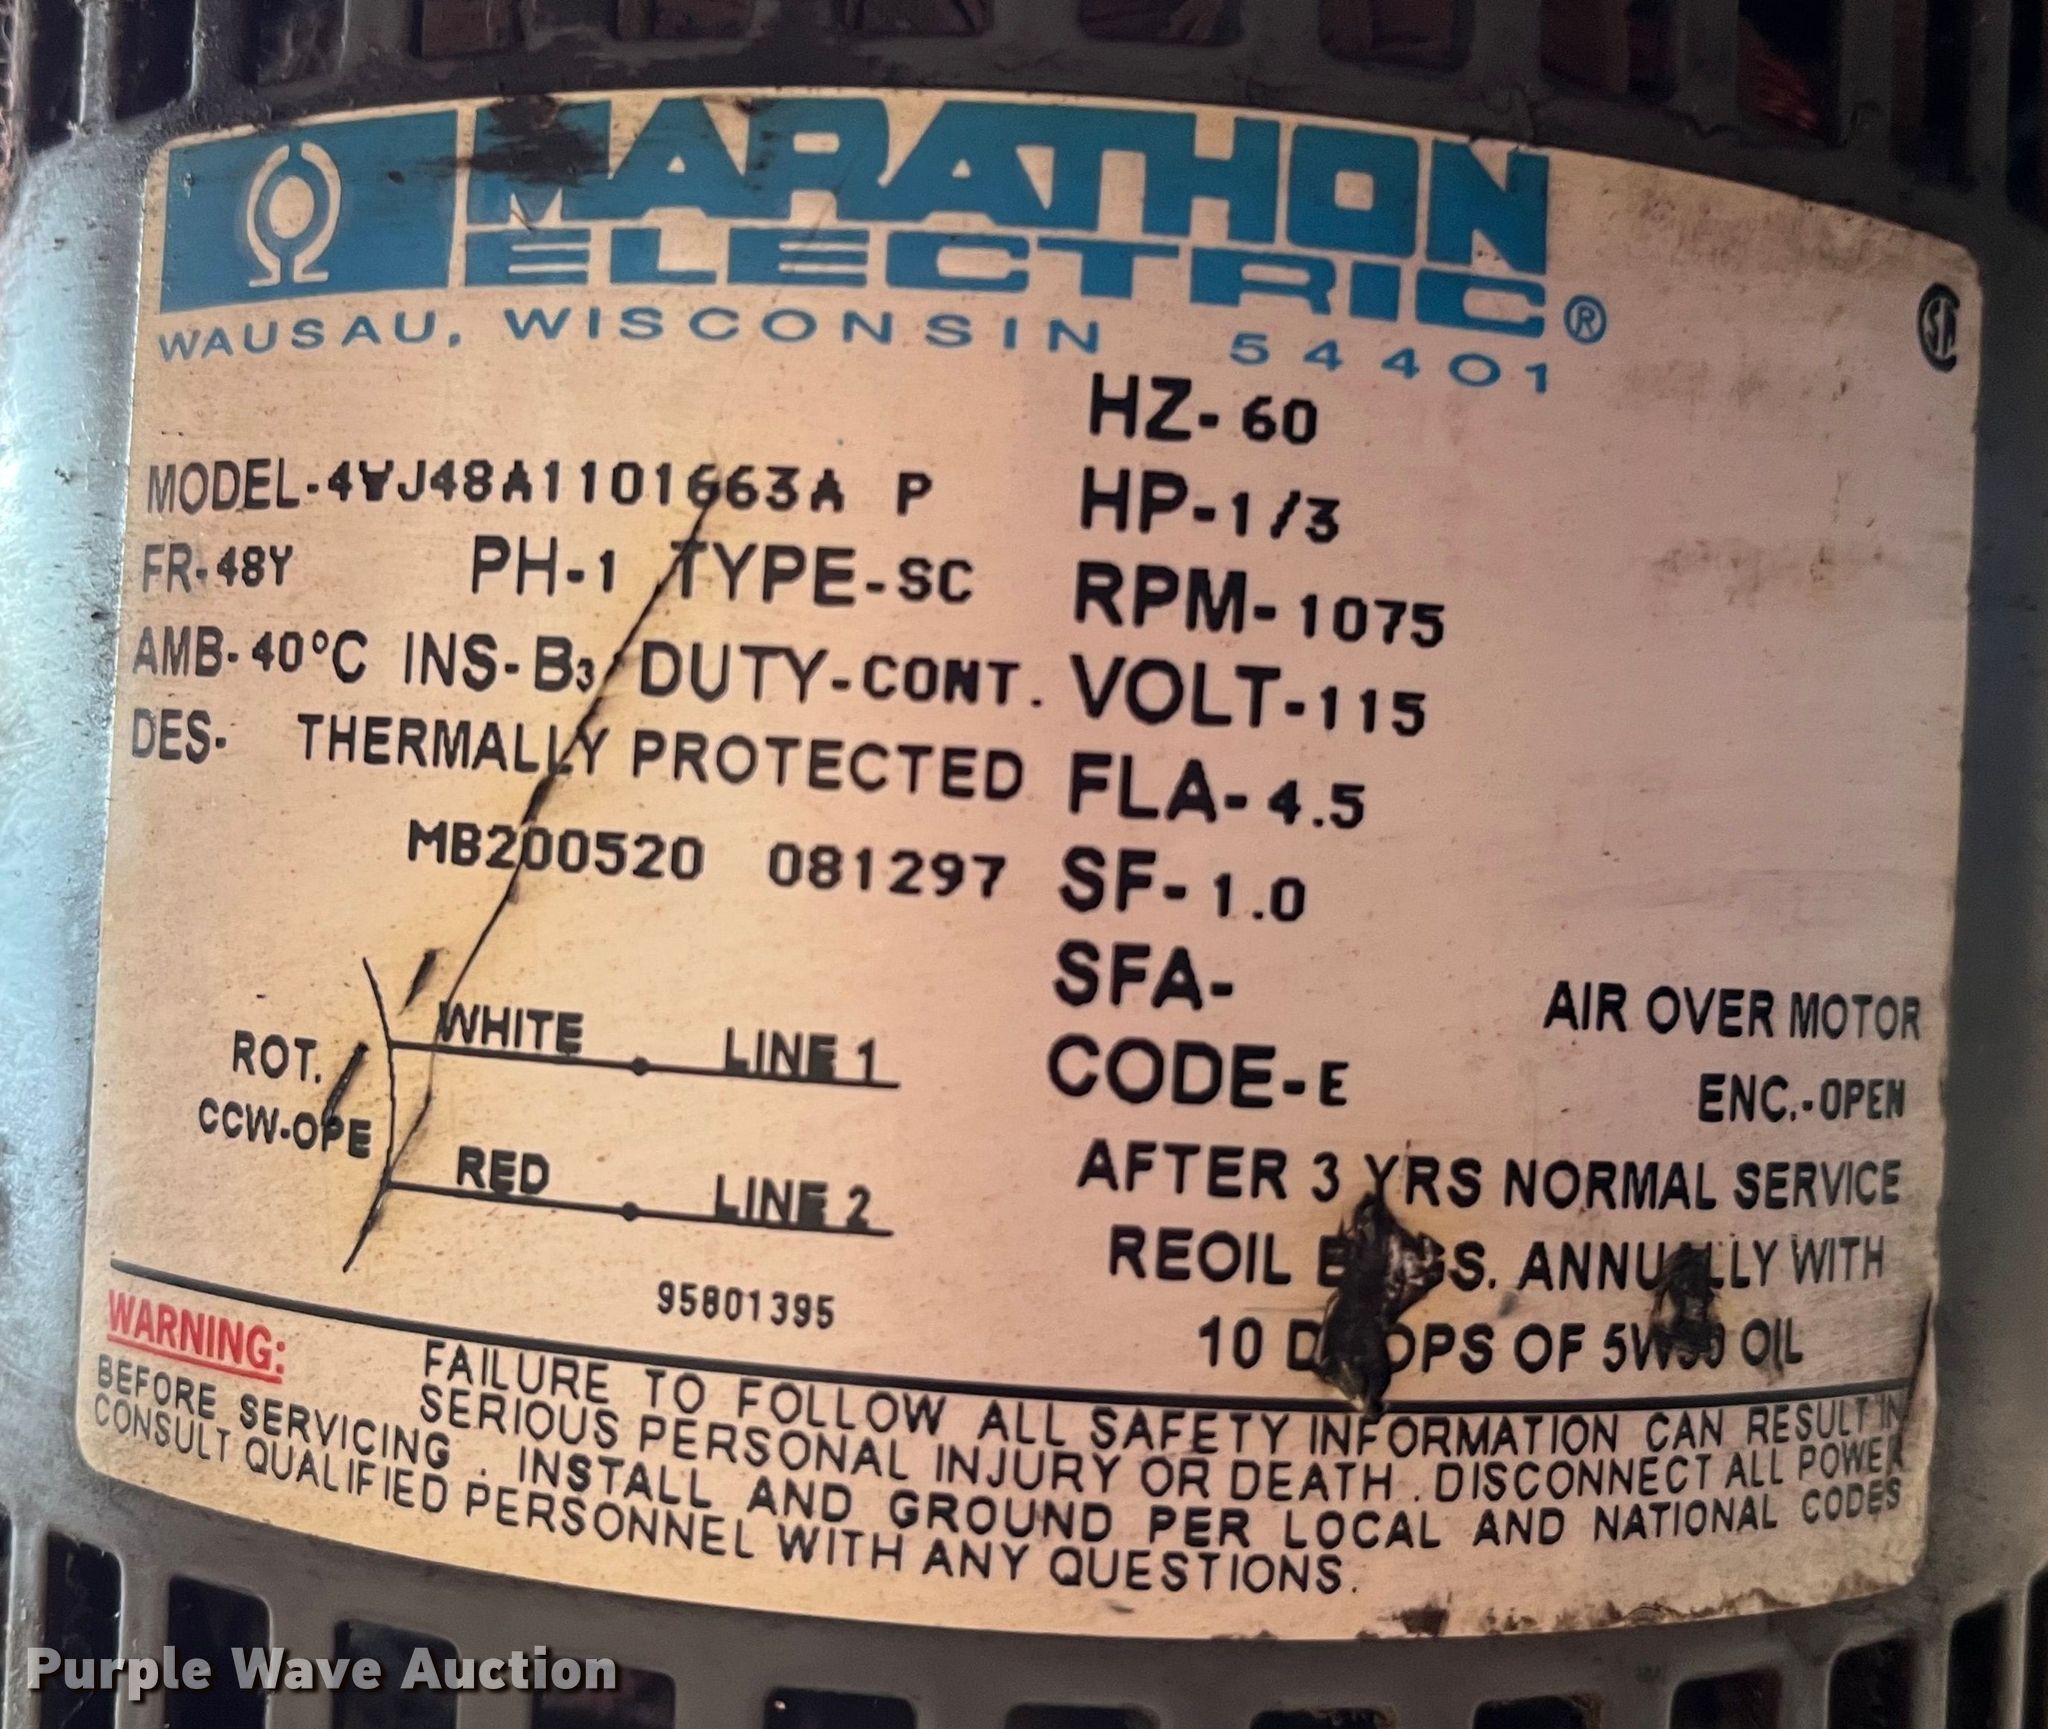 MARATHON
ELECTRIC®
WAUSAU, WISCONSIN 54401
HZ-60
MODEL-4VJ48A1101663A P
HP-1/3
FR-48Y PH-1 TYPE-SC
RPM-1075
AMB-40°C INS-B3 DUTY-CONT.
VOLT-115
DES- THERMALLY PROTECTED
FLA-4.5
MB200520 081297
SF-1.0
SFA-
AIR OVER MOTOR
CODE-E
ENC.-OPEN
ROT.
CCW-OPE
WHITE LINE 1
RED LINE 2
AFTER 3 YRS NORMAL SERVICE
REOIL ANNUALLY WITH
10 DROPS OF OIL
95801395
WARNING: FAILURE TO FOLLOW ALL SAFETY INFORMATION CAN RESULT IN
SERIOUS PERSONAL INJURY OR DEATH. DISCONNECT ALL POWER
BEFORE SERVICING. INSTALL AND GROUND PER LOCAL AND NATIONAL CODES
CONSULT QUALIFIED PERSONNEL WITH ANY QUESTIONS.
Purple Wave Auction